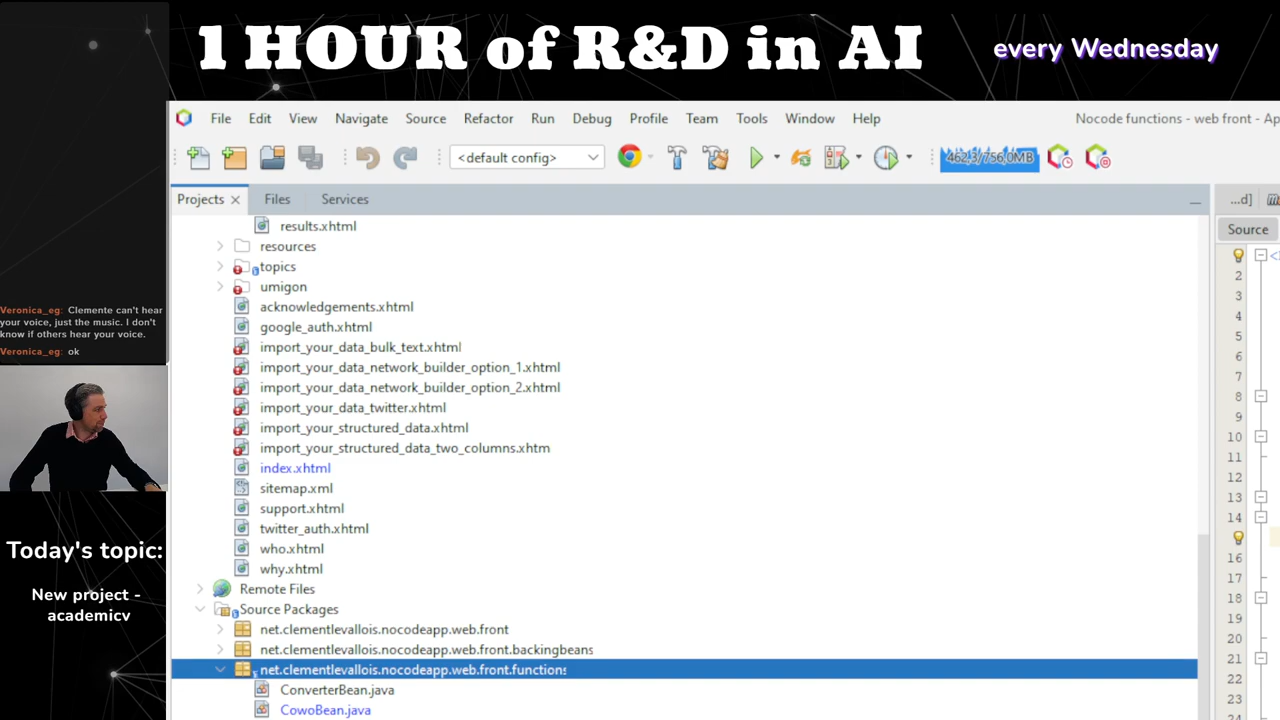 1 HOUR of R&D in AI
every Wednesday
File Edit View Navigate Source Refactor Run Debug Profile Team Tools Window Help
Nocode functions - web front - Ap
<default config>
462,3/756,0MB
Projects
Files
Services
...d]
Source
results.xhtml
resources
topics
umigon
acknowledgements.xhtml
google_auth.xhtml
import_your_data_bulk_text.xhtml
import_your_data_network_builder_option_1.xhtml
import_your_data_network_builder_option_2.xhtml
import_your_data_twitter.xhtml
import_your_structured_data.xhtml
import_your_structured_data_two_columns.xhtm
index.xhtml
sitemap.xml
support.xhtml
twitter_auth.xhtml
who.xhtml
why.xhtml
Remote Files
Source Packages
net.clementlevallois.nocodeapp.web.front
net.clementlevallois.nocodeapp.web.front.backingbeans
net.clementlevallois.nocodeapp.web.front.functions
ConverterBean.java
CowoBean.java
2
3
4
5
6
7
8
9
10
11
12
13
14
16
17
18
19
20
21
22
23
24
Veronica_eg: Clemente can't hear
your voice, just the music. I don't
know if others hear your voice.
Veronica_eg: ok
Today's topic:
New project -
academicv